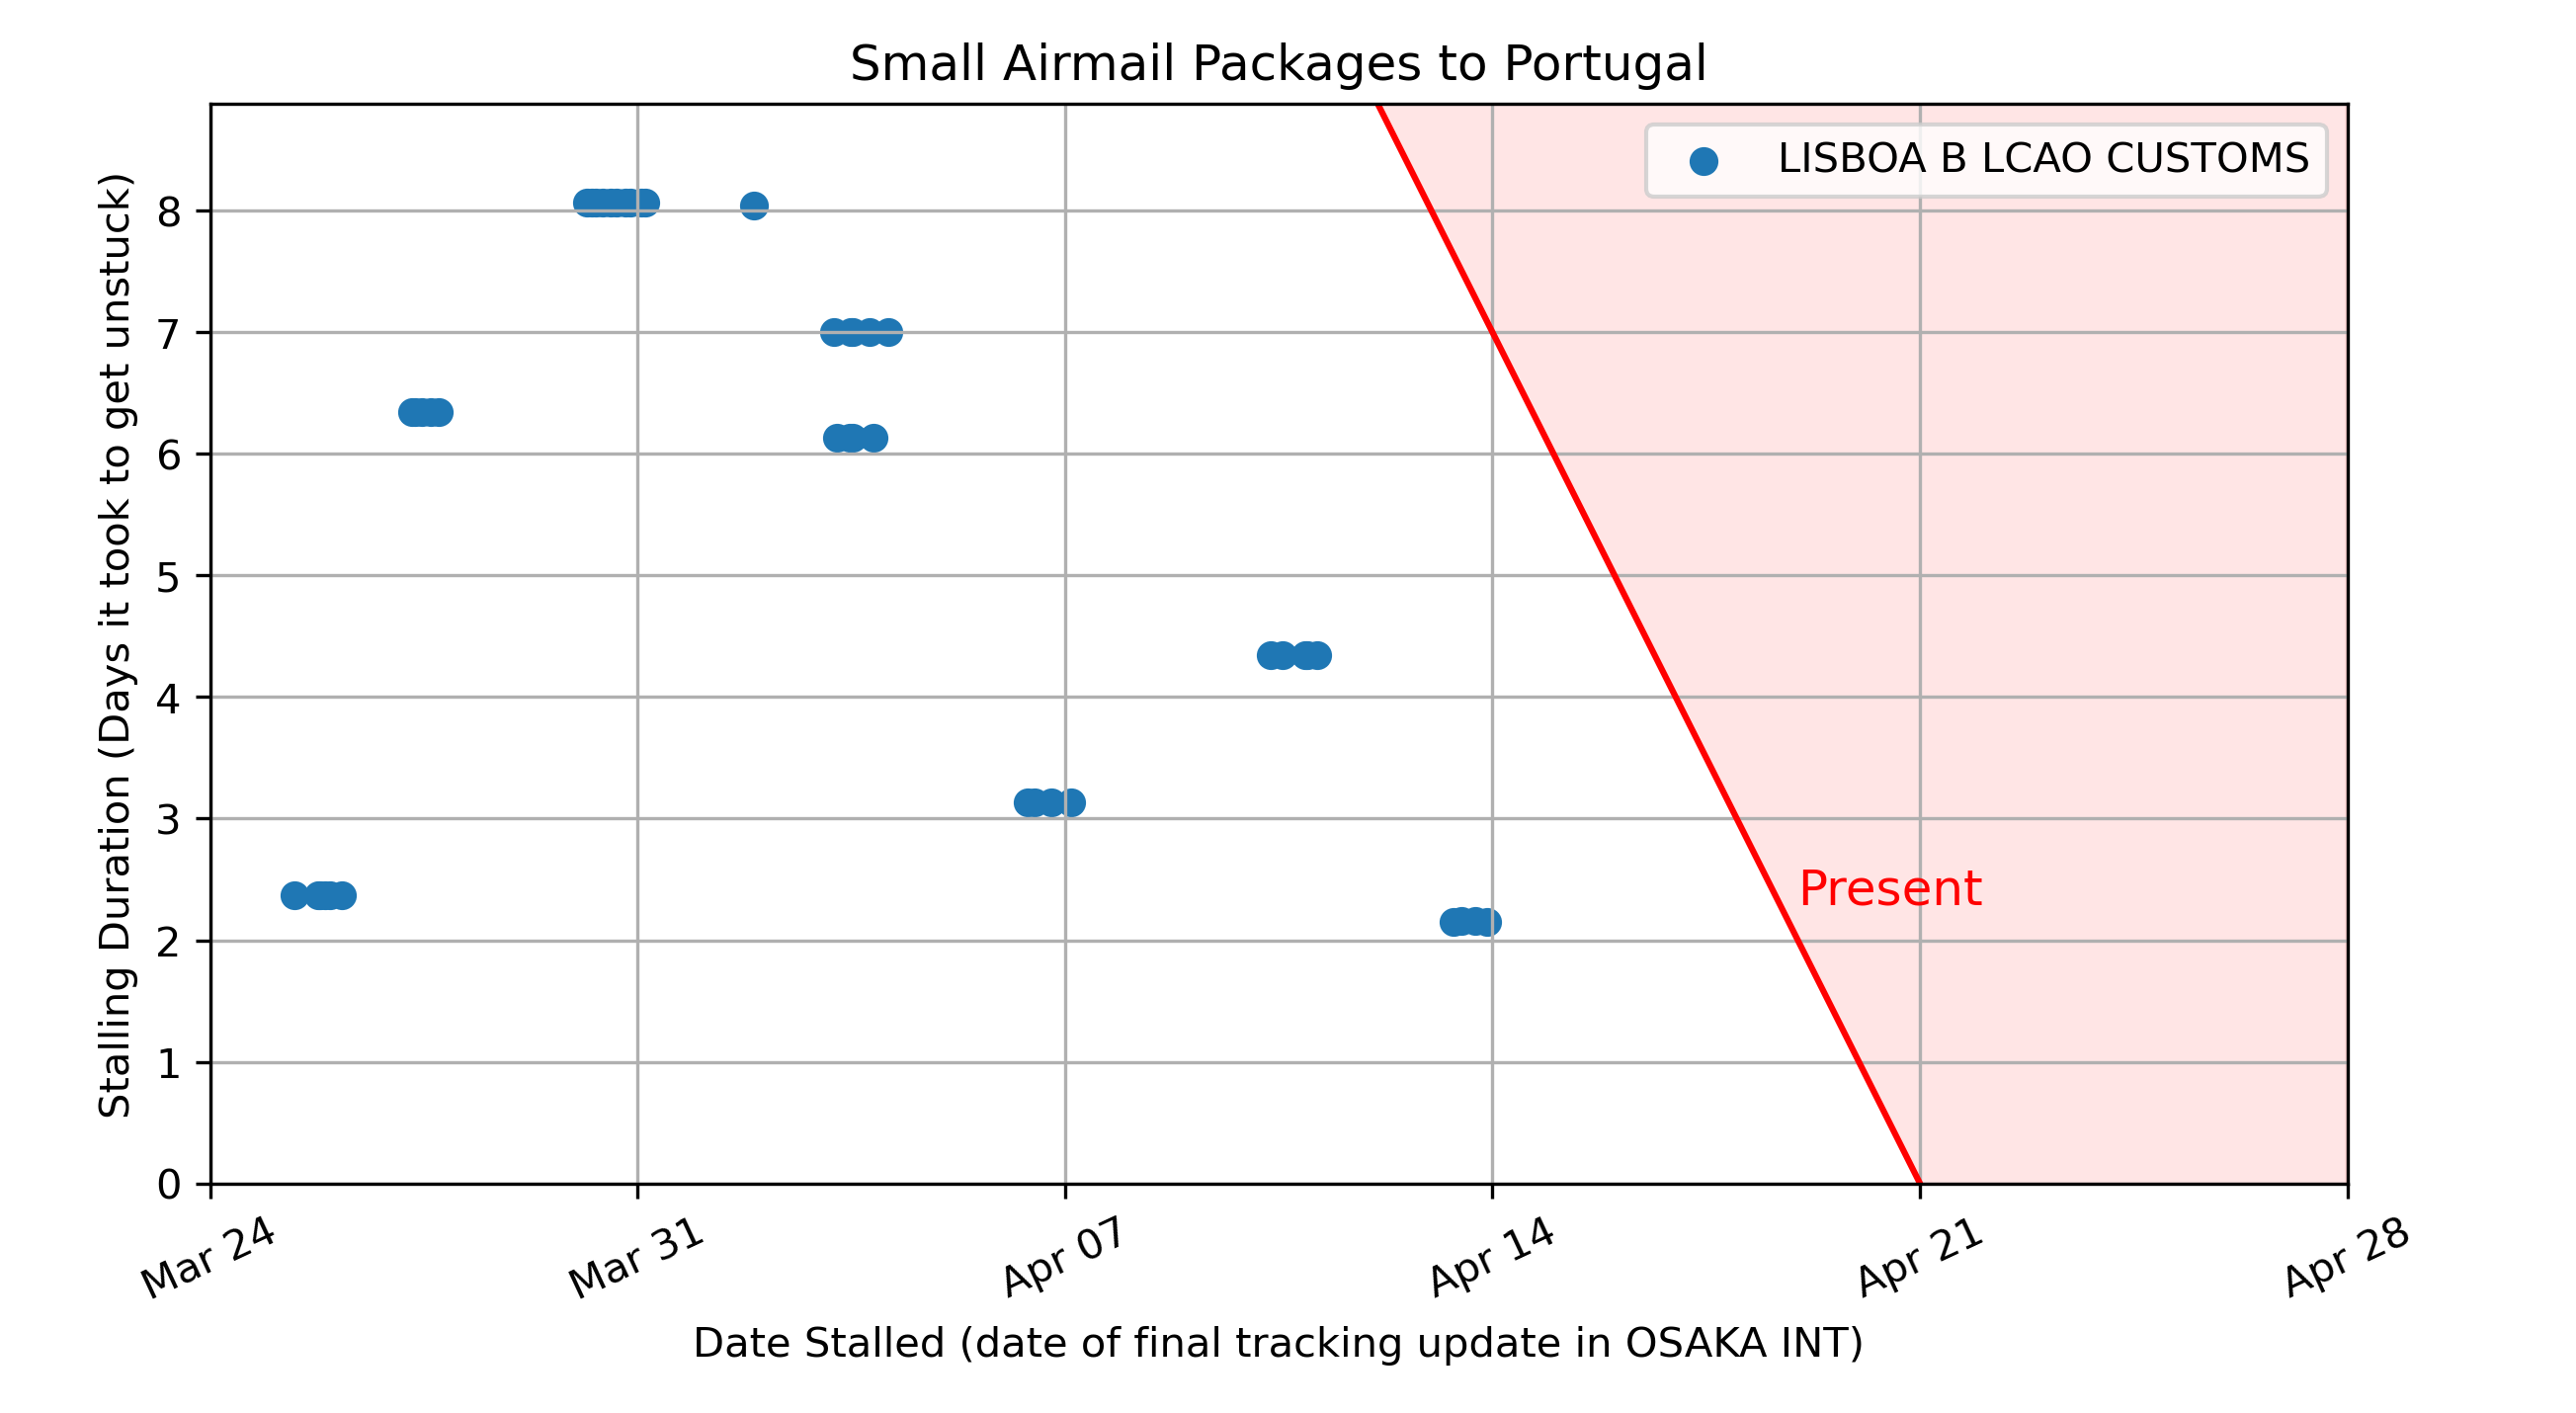 Small Airmail Packages to Portugal
LISBOA B LCAO CUSTOMS
Stalling Duration (Days it took to get unstuck)
8
7
6
5
4
3
2
1
0
Present
Mar 24
Mar 31
Apr 07
Apr 14
Apr 21
Apr 28
Date Stalled (date of final tracking update in OSAKA INT)